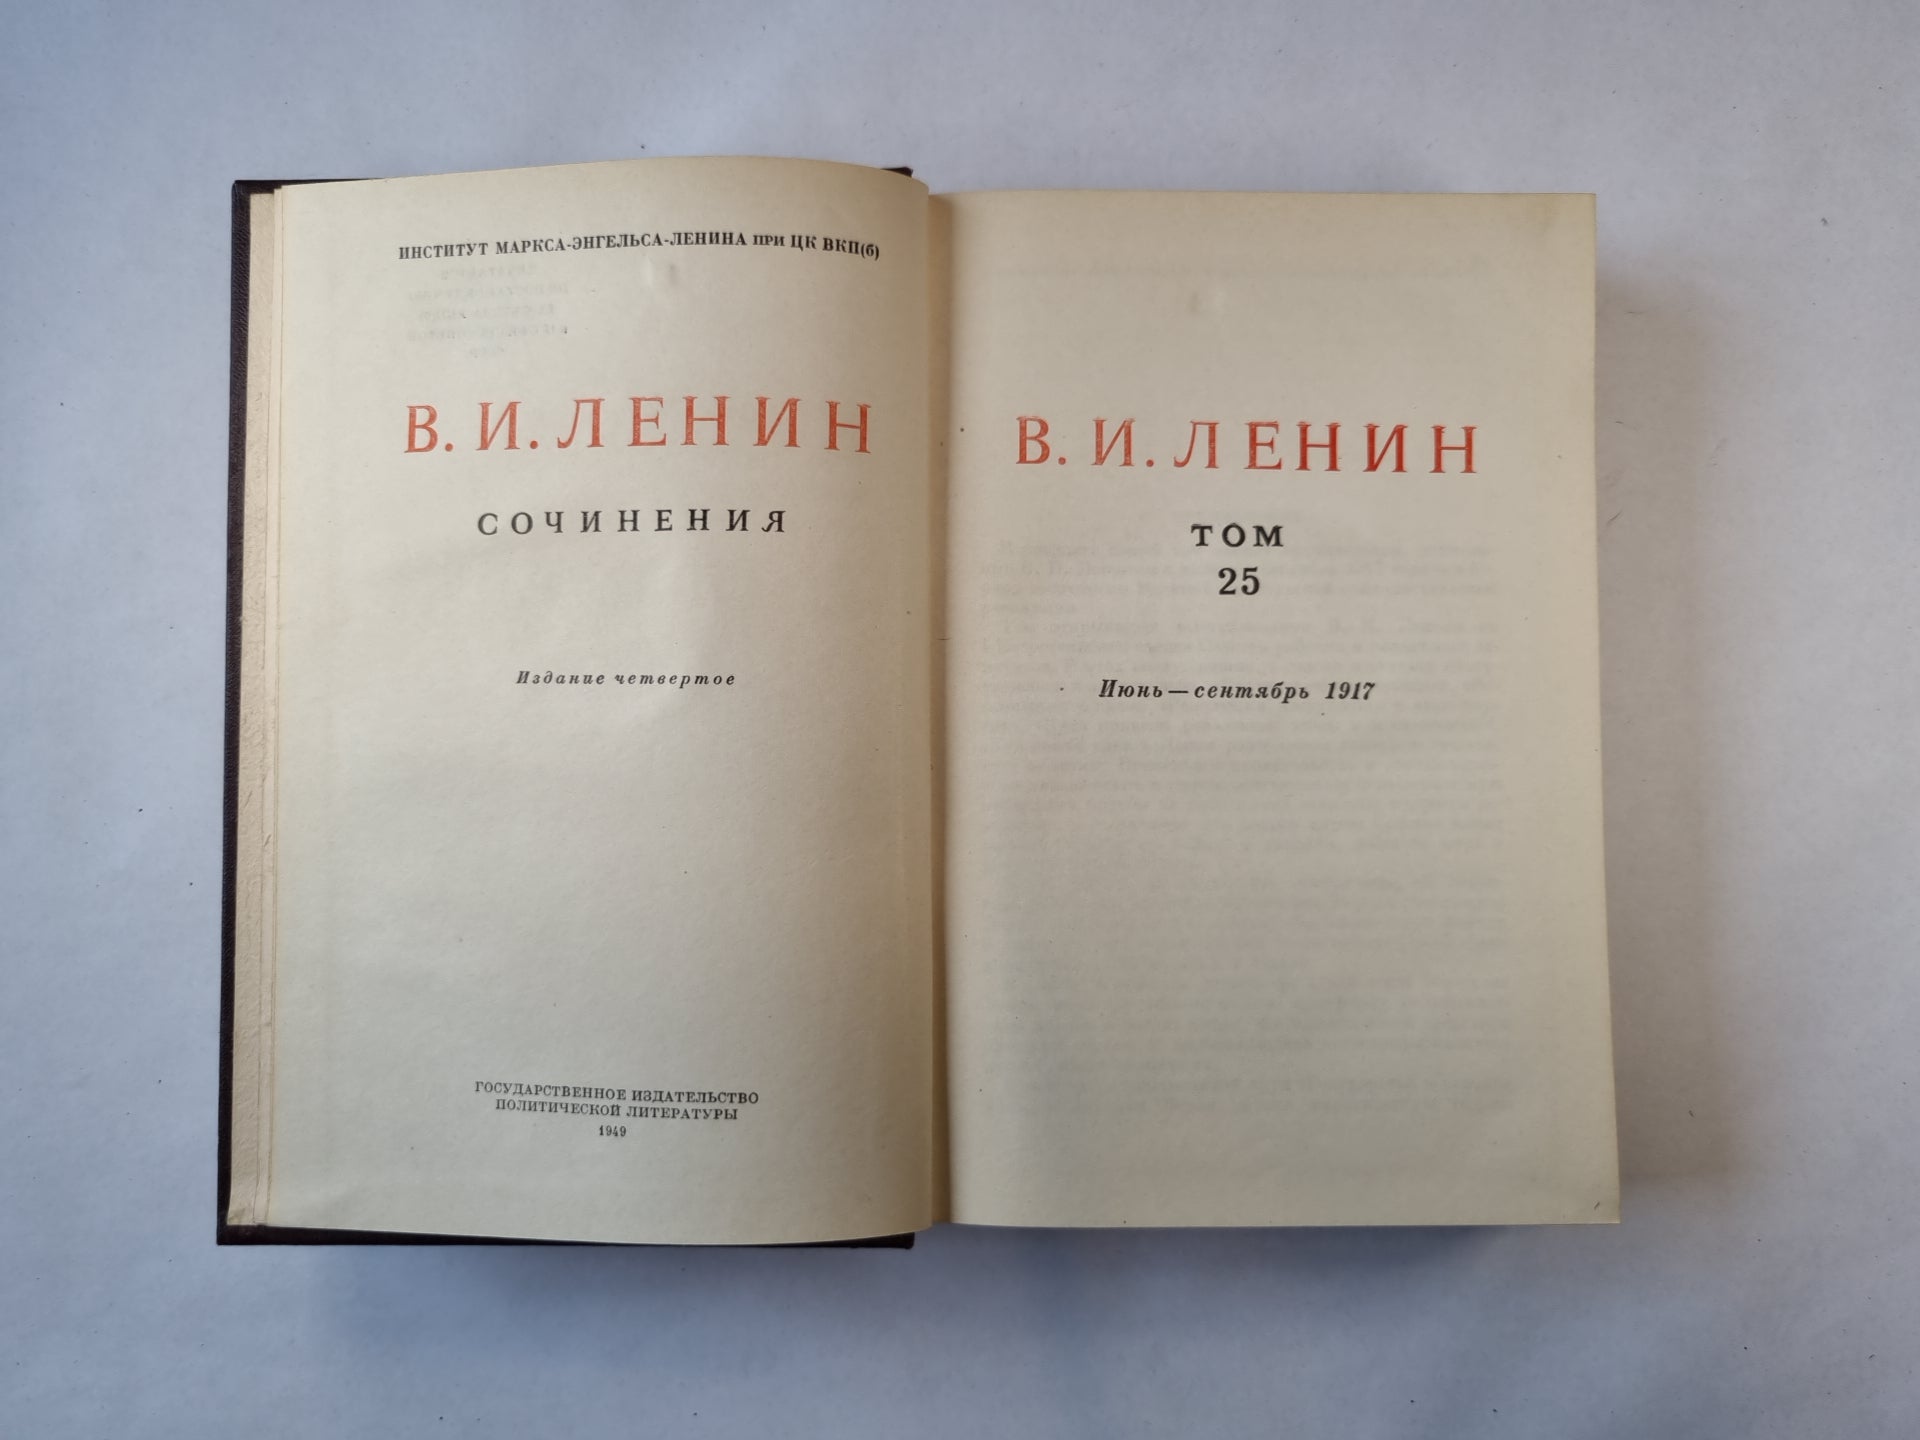 ИНСТИТУТ МАРКСА-ЭНГЕЛЬСА-ЛЕНИНА ПРИ ЦК ВКП(б)
В. И. ЛЕНИН
СОЧИНЕНИЯ
Издание четвертое
ГОСУДАРСТВЕННОЕ ИЗДАТЕЛЬСТВО
ПОЛИТИЧЕСКОЙ ЛИТЕРАТУРЫ
1949
В. И. ЛЕНИН
ТОМ
25
Июнь — сентябрь 1917